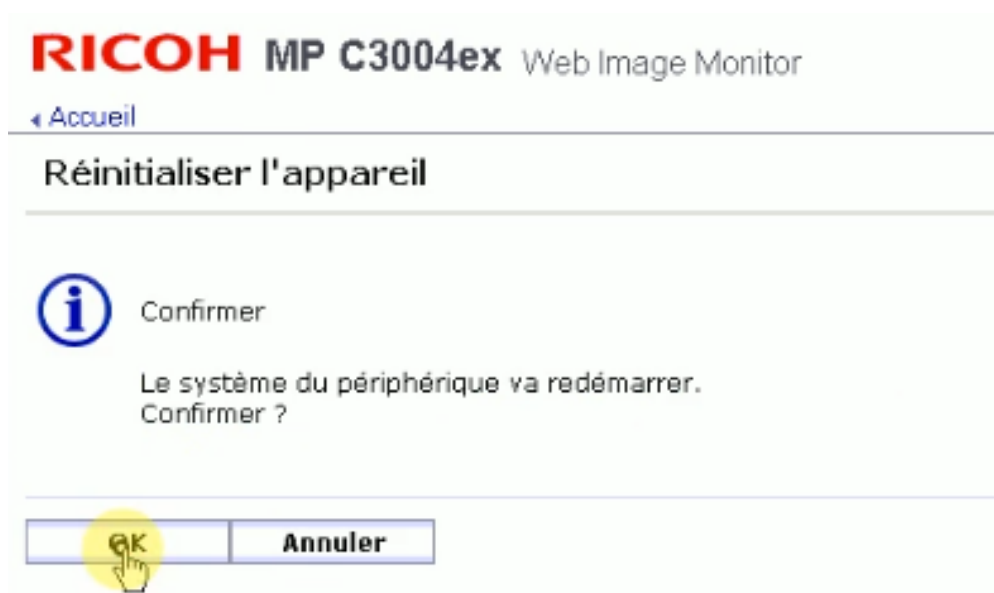 RICOH MP C3004ex Web Image Monitor
Accueil
Réinitialiser l'appareil
Confirmer
Le système du périphérique va redémarrer.
Confirmer ?
OK Annuler